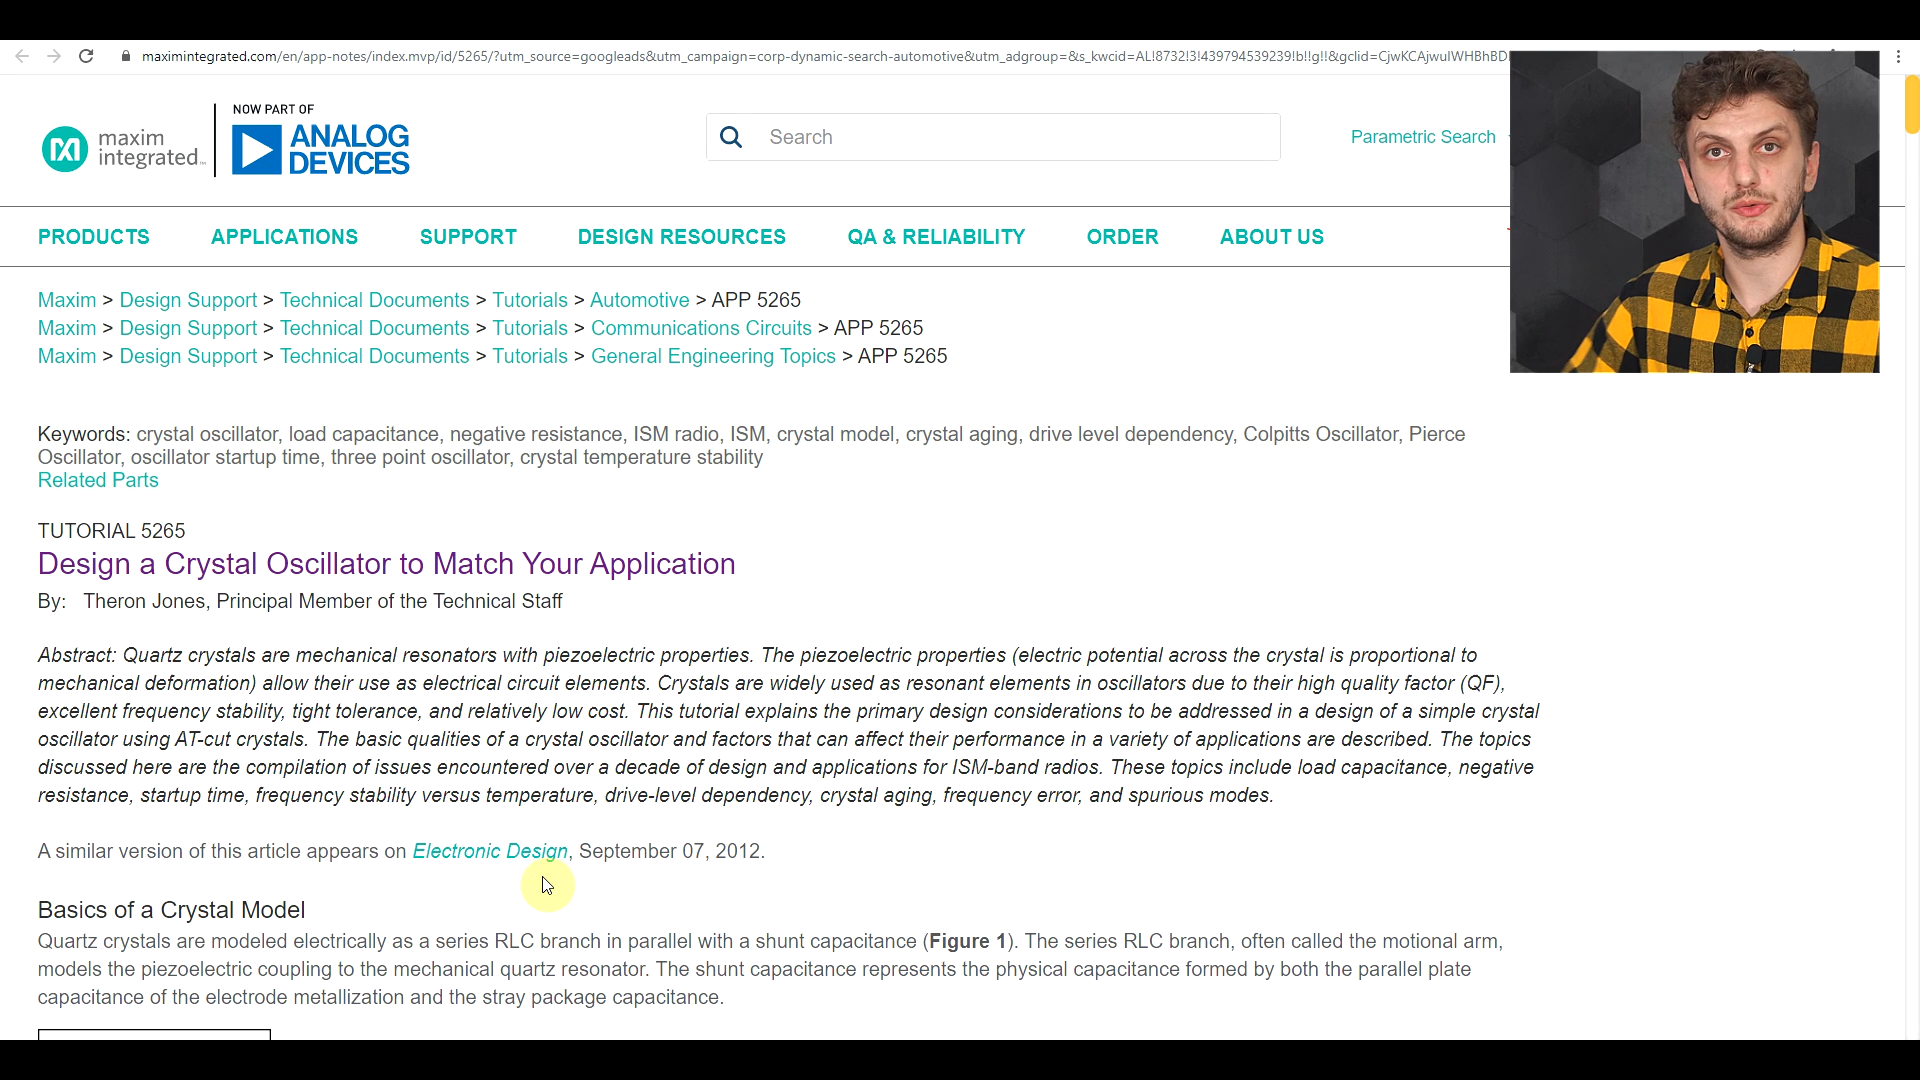 maximintegrated.com/en/app-notes/index.mvp/id/5265/?utm_source=googleads&utm_campaign=corp-dynamic-search-automotive&utm_adgroup=&s_kwcid=AL!8732!3!439794539239!b!!g!!&gclid=CjwKCAjwuIWHBhBD
maxim
integrated™
NOW PART OF
ANALOG
DEVICES
Search
Parametric Search
PRODUCTS APPLICATIONS SUPPORT DESIGN RESOURCES QA & RELIABILITY ORDER ABOUT US
Maxim > Design Support > Technical Documents > Tutorials > Automotive > APP 5265
Maxim > Design Support > Technical Documents > Tutorials > Communications Circuits > APP 5265
Maxim > Design Support > Technical Documents > Tutorials > General Engineering Topics > APP 5265
Keywords: crystal oscillator, load capacitance, negative resistance, ISM radio, ISM, crystal model, crystal aging, drive level dependency, Colpitts Oscillator, Pierce
Oscillator, oscillator startup time, three point oscillator, crystal temperature stability
Related Parts
TUTORIAL 5265
Design a Crystal Oscillator to Match Your Application
By: Theron Jones, Principal Member of the Technical Staff
Abstract: Quartz crystals are mechanical resonators with piezoelectric properties. The piezoelectric properties (electric potential across the crystal is proportional to
mechanical deformation) allow their use as electrical circuit elements. Crystals are widely used as resonant elements in oscillators due to their high quality factor (QF),
excellent frequency stability, tight tolerance, and relatively low cost. This tutorial explains the primary design considerations to be addressed in a design of a simple crystal
oscillator using AT-cut crystals. The basic qualities of a crystal oscillator and factors that can affect their performance in a variety of applications are described. The topics
discussed here are the compilation of issues encountered over a decade of design and applications for ISM-band radios. These topics include load capacitance, negative
resistance, startup time, frequency stability versus temperature, drive-level dependency, crystal aging, frequency error, and spurious modes.
A similar version of this article appears on Electronic Design, September 07, 2012.
Basics of a Crystal Model
Quartz crystals are modeled electrically as a series RLC branch in parallel with a shunt capacitance (Figure 1). The series RLC branch, often called the motional arm,
models the piezoelectric coupling to the mechanical quartz resonator. The shunt capacitance represents the physical capacitance formed by both the parallel plate
capacitance of the electrode metallization and the stray package capacitance.